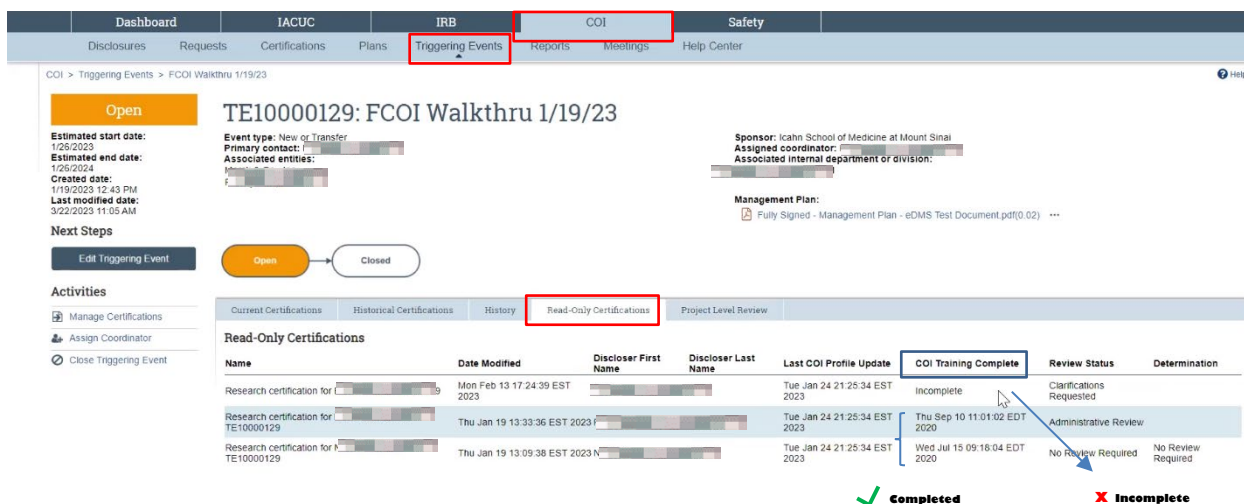 Dashboard IACUC IRB COI Safety
Disclosures Requests Certifications Plans Triggering Events Reports Meetings Help Center
COI > Triggering Events > FCOI Walkthru 1/19/23
Help
Open
TE10000129: FCOI Walkthru 1/19/23
Estimated start date:
1/26/2023
Estimated end date:
1/26/2024
Created date:
1/19/2023 12:43 PM
Last modified date:
3/22/2023 11:05 AM
Event type: New or Transfer
Primary contact:
Associated entities:
Sponsor: Icahn School of Medicine at Mount Sinai
Assigned coordinator:
Associated internal department or division:
Management Plan:
Fully Signed - Management Plan - eDMS Test Document.pdf(0.02) ...
Next Steps
Edit Triggering Event
Open Closed
Activities
Manage Certifications
Assign Coordinator
Close Triggering Event
Current Certifications Historical Certifications History Read-Only Certifications Project Level Review
Read-Only Certifications
Name Date Modified Discloser First Name Discloser Last Name Last COI Profile Update COI Training Complete Review Status Determination
Research certification for 9 Mon Feb 13 17:24:39 EST 2023 Tue Jan 24 21:25:34 EST 2023 Incomplete Clarifications Requested
Research certification for TE10000129 Thu Jan 19 13:33:36 EST 2023 Tue Jan 24 21:25:34 EST 2023 Thu Sep 10 11:01:02 EDT 2020 Administrative Review
Research certification for N TE10000129 Thu Jan 19 13:09:38 EST 2023 N Tue Jan 24 21:25:34 EST 2023 Wed Jul 15 09:18:04 EDT 2020 No Review Required No Review Required
✓ Completed X Incomplete